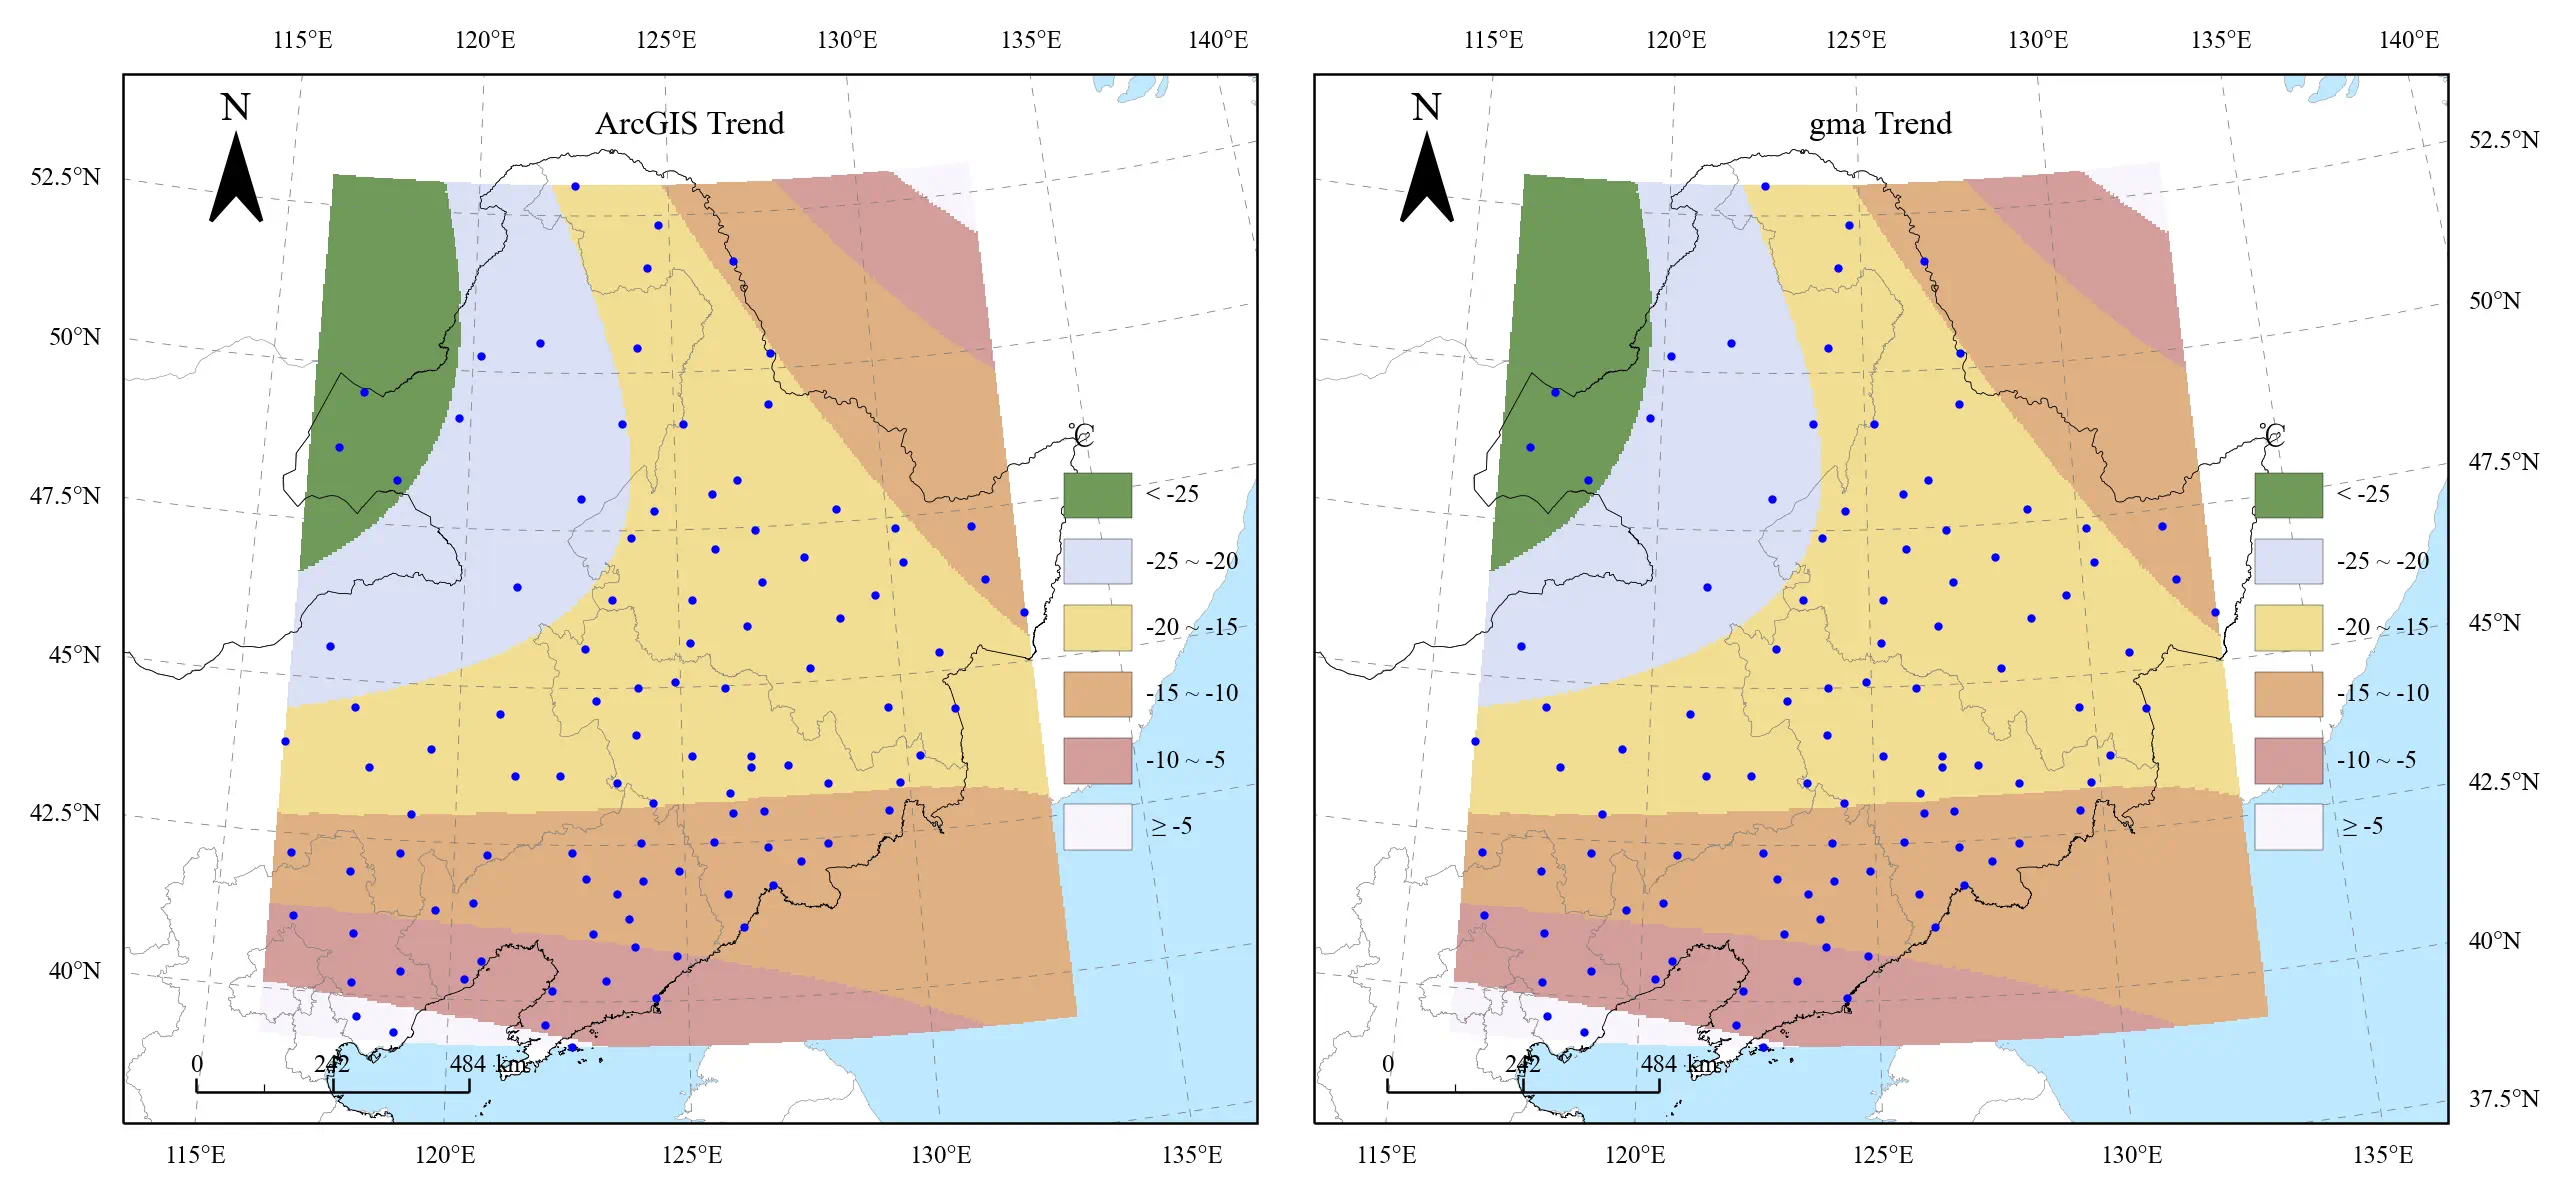 115°E 120°E 125°E 130°E 135°E 140°E
115°E 120°E 125°E 130°E 135°E 140°E
N
ArcGIS Trend
52.5°N
50°N
47.5°N
45°N
42.5°N
40°N
°C
< -25
-25 ~ -20
-20 ~ -15
-15 ~ -10
-10 ~ -5
≥ -5
0 242 484 km
115°E 120°E 125°E 130°E 135°E
N
gma Trend
52.5°N
50°N
47.5°N
45°N
42.5°N
40°N
37.5°N
°C
< -25
-25 ~ -20
-20 ~ -15
-15 ~ -10
-10 ~ -5
≥ -5
0 242 484 km
115°E 120°E 125°E 130°E 135°E